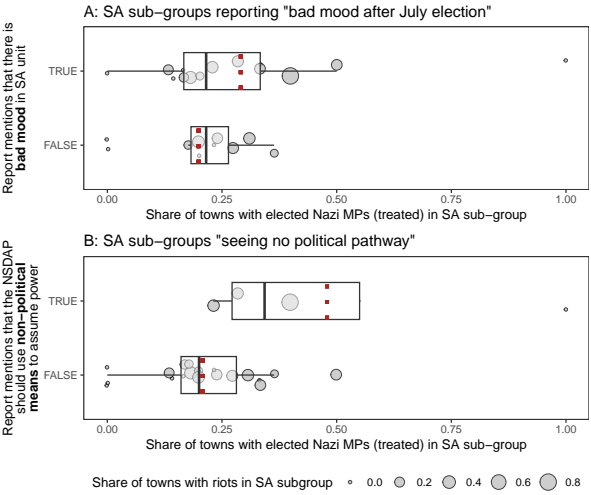 A: SA sub-groups reporting "bad mood after July election"
Report mentions that there is
bad mood in SA unit
TRUE
FALSE
0.00 0.25 0.50 0.75 1.00
Share of towns with elected Nazi MPs (treated) in SA sub-group
B: SA sub-groups "seeing no political pathway"
Report mentions that the NSDAP
should use non-political
means to assume power
TRUE
FALSE
0.00 0.25 0.50 0.75 1.00
Share of towns with elected Nazi MPs (treated) in SA sub-group
Share of towns with riots in SA subgroup 0.0 0.2 0.4 0.6 0.8